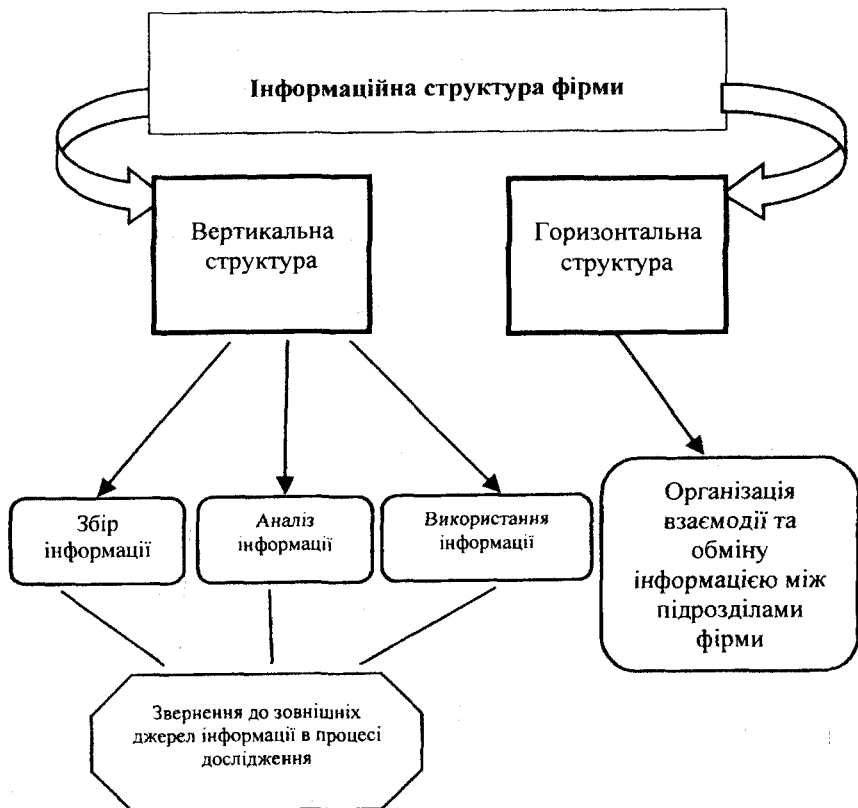 Інформаційна структура фірми
Вертикальна
структура
Горизонтальна
структура
Збір
інформації
Аналіз
інформації
Використання
інформації
Організація
взаємодії та
обміну
інформацією між
підрозділами
фірми
Звернення до зовнішніх
джерел інформації в процесі
дослідження